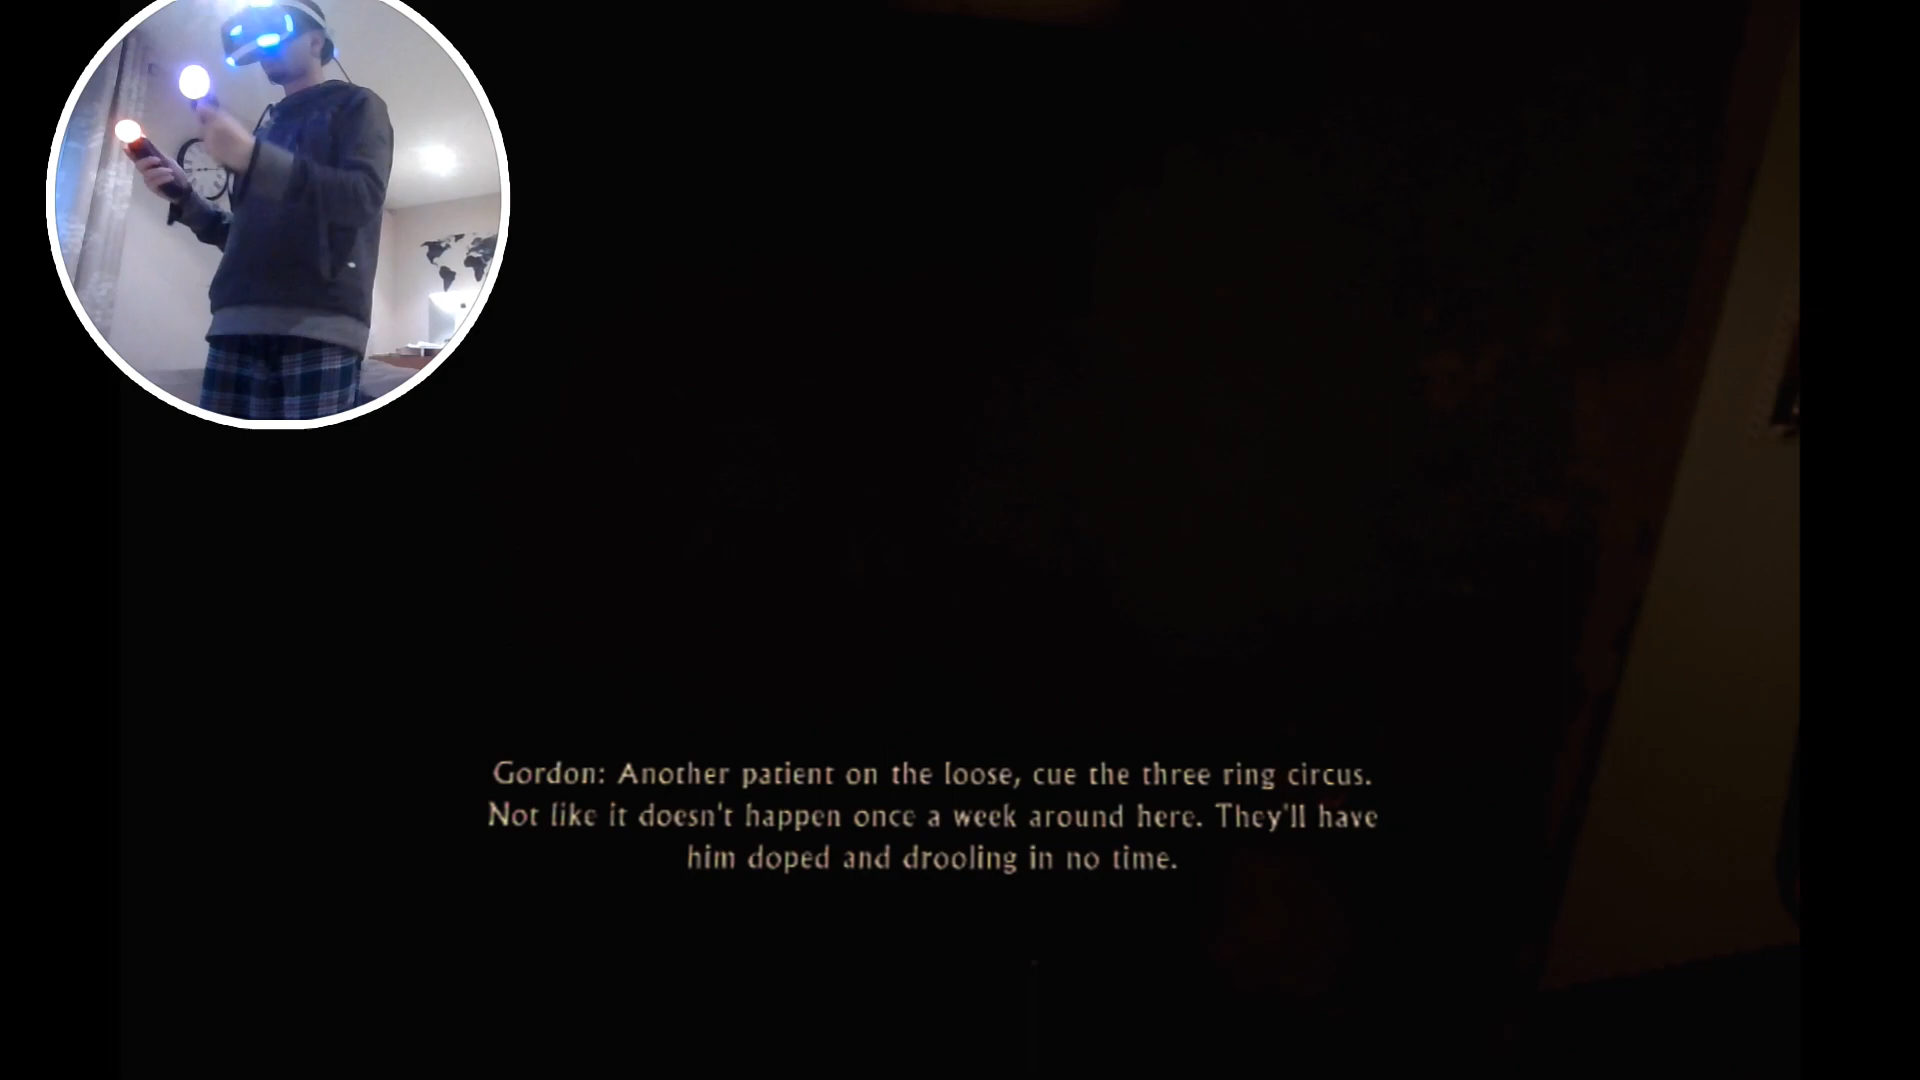 Gordon: Another patient on the loose, cue the three ring circus.
Not like it doesn't happen once a week around here. They'll have
him doped and drooling in no time.